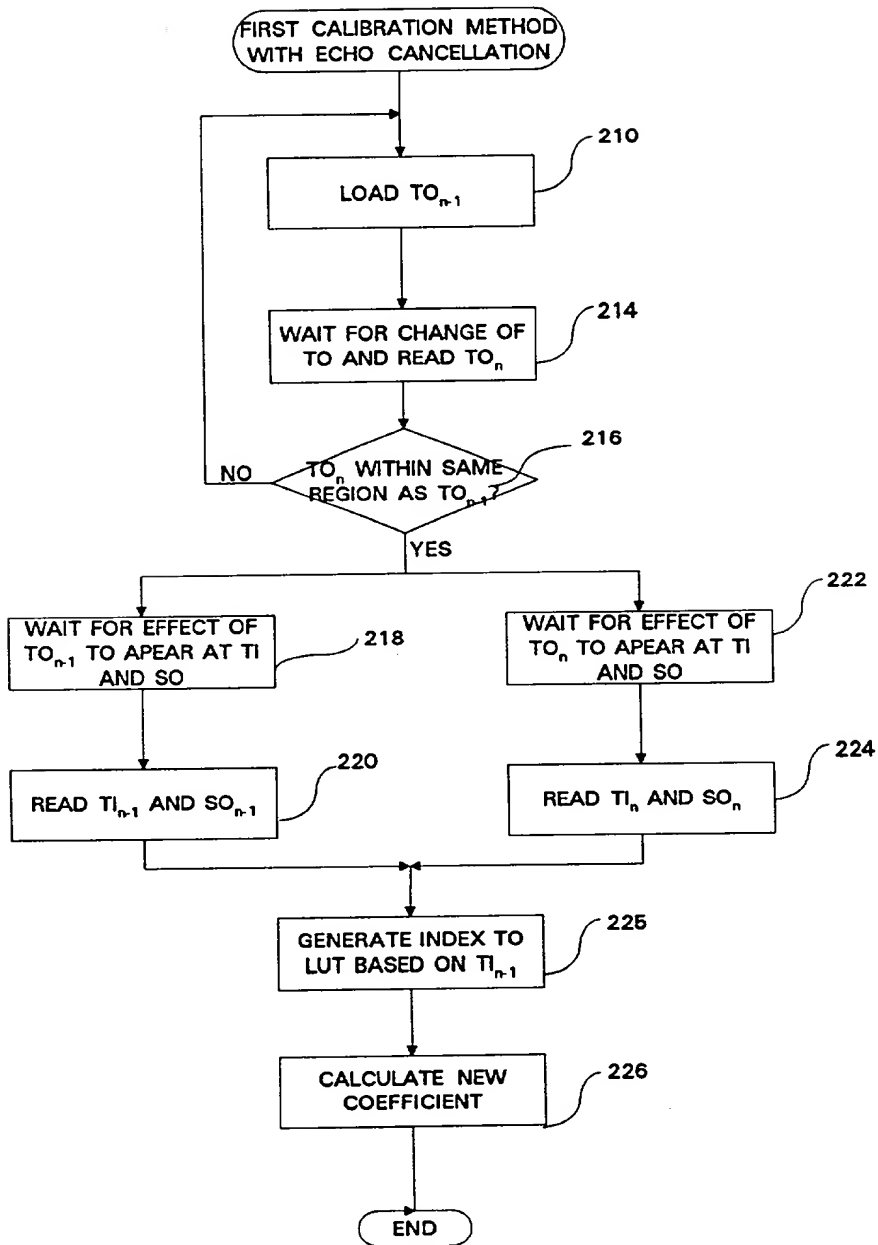 FIRST CALIBRATION METHOD
WITH ECHO CANCELLATION
210
LOAD TOn-1
214
WAIT FOR CHANGE OF
TO AND READ TOn
216
TOn WITHIN SAME
REGION AS TOn-1?
NO
YES
222
WAIT FOR EFFECT OF
TOn-1 TO APEAR AT TI
AND SO
218
WAIT FOR EFFECT OF
TOn TO APEAR AT TI
AND SO
220
READ TIn-1 AND SOn-1
224
READ TIn AND SOn
225
GENERATE INDEX TO
LUT BASED ON TIn-1
226
CALCULATE NEW
COEFFICIENT
END